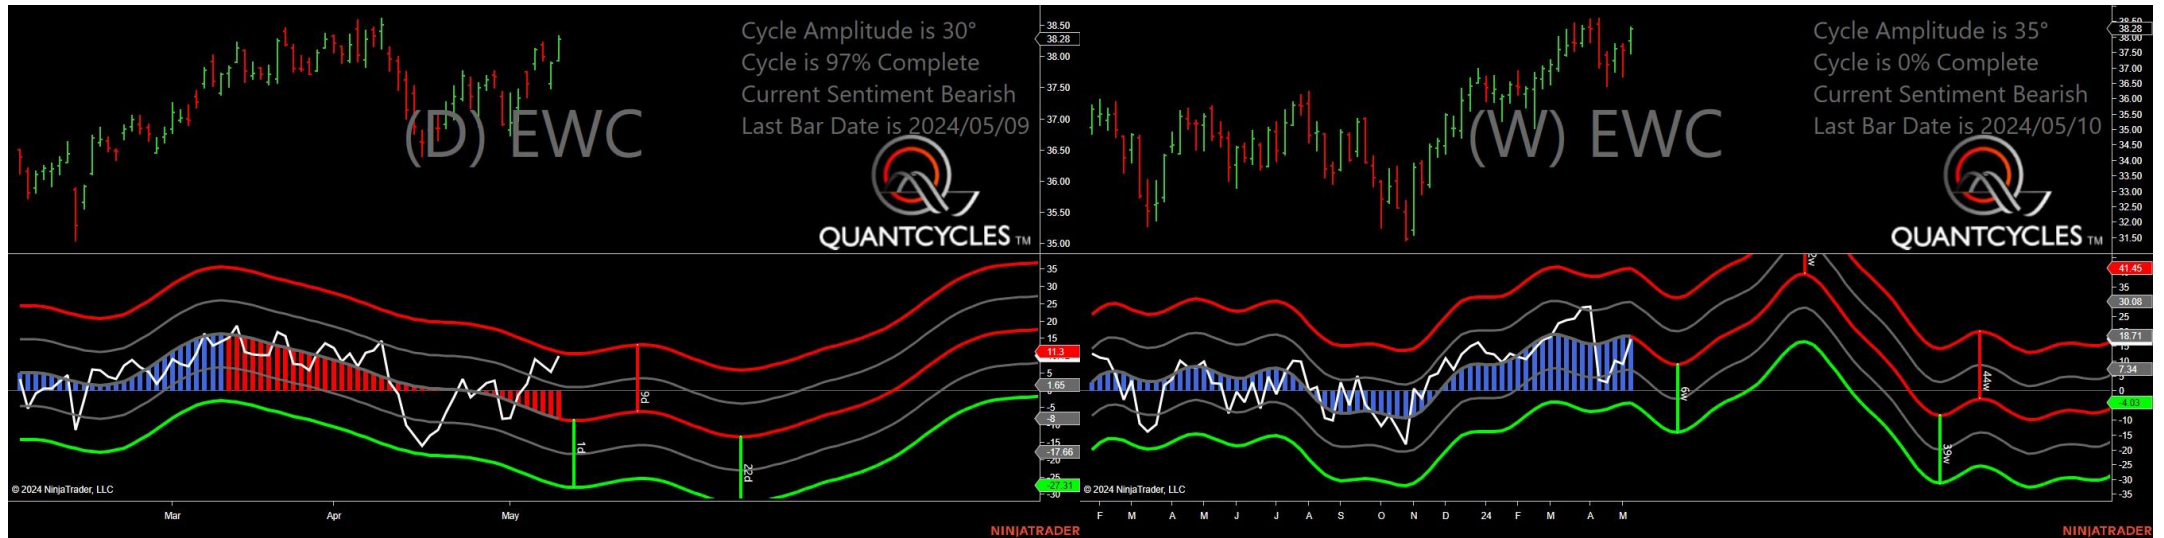 Cycle Amplitude is 30°
Cycle is 97% Complete
Current Sentiment Bearish
Last Bar Date is 2024/05/09
(D) EWC
QUANTCYCLES TM
38.50
38.28
38.00
37.50
37.00
36.50
36.00
35.50
35.00
35
30
25
20
15
11.3
5
1.65
0
-5
-8
-10
-15
-17.66
-20
-25
-27.31
-30
1d
9d
22d
© 2024 NinjaTrader, LLC
Mar Apr May
NINJATRADER
Cycle Amplitude is 35°
Cycle is 0% Complete
Current Sentiment Bearish
Last Bar Date is 2024/05/10
(W) EWC
QUANTCYCLES TM
38.50
38.28
38.00
37.50
37.00
36.50
36.00
35.50
35.00
34.50
34.00
33.50
33.00
32.50
32.00
31.50
41.45
35
30.08
25
18.71
10
7.34
5
0
-4.03
-10
-15
-20
-25
-30
-35
6w
39w
44w
© 2024 NinjaTrader, LLC
F M A M J J A S O N D 24 F M A M
NINJATRADER